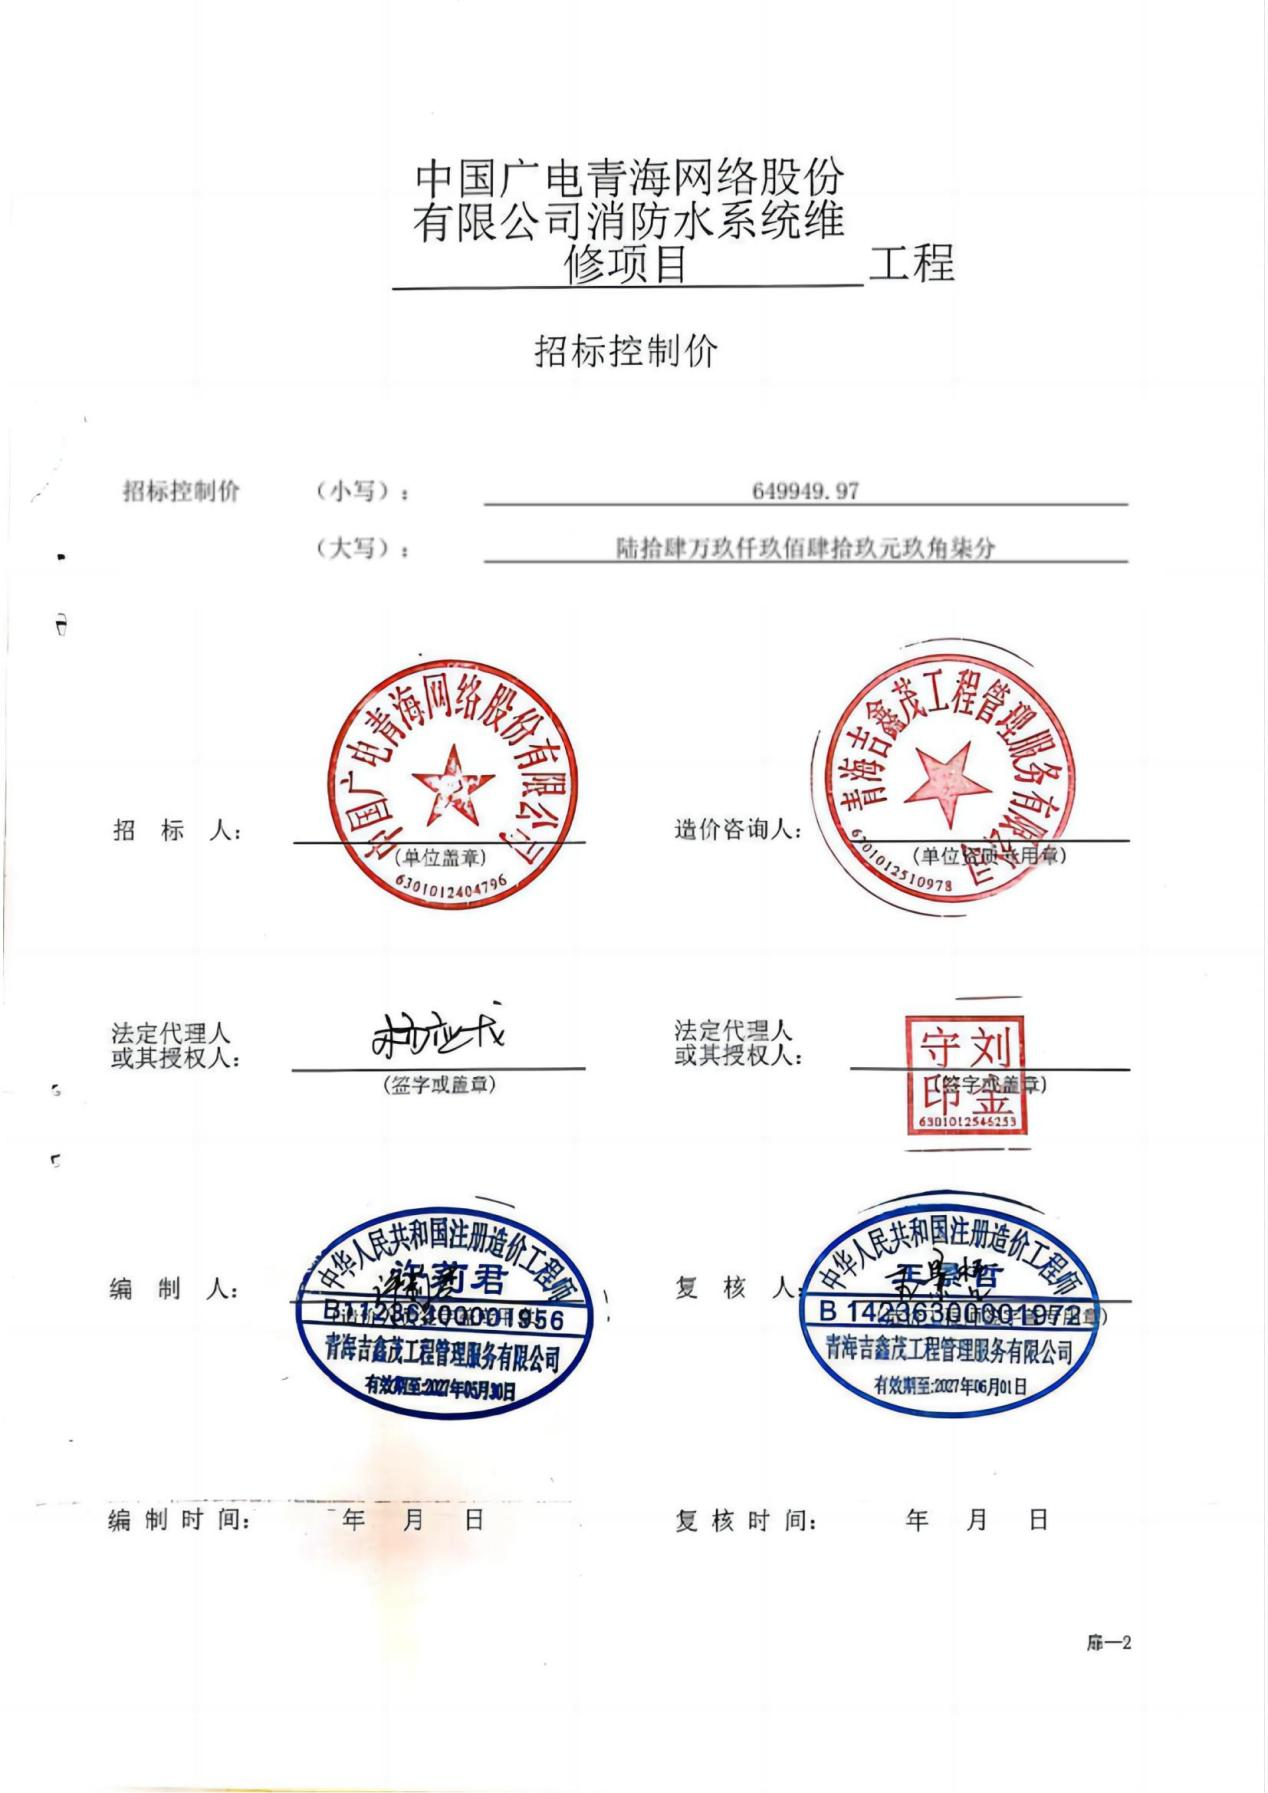 中国广电青海网络股份
有限公司消防水系统维
修项目 工程
招标控制价
招标控制价 (小写): 649949.97
(大写): 陆拾肆万玖仟玖佰肆拾玖元玖角柒分
中国广电青海网络股份有限公司
6301012404796
青海吉鑫茂工程管理服务有限公司
6301012510978
招 标 人: (单位盖章)
造价咨询人: (单位资质专用章)
法定代理人
或其授权人: (签字或盖章)
法定代理人
或其授权人: (签字或盖章)
刘守金印
6301012546253
编 制 人:
中华人民共和国注册造价工程师
B11286300001956
青海吉鑫茂工程管理服务有限公司
有效期至:2027年05月30日
复 核 人:
中华人民共和国注册造价工程师
B 14236300001972
青海吉鑫茂工程管理服务有限公司
有效期至:2027年06月01日
编 制 时 间: 年 月 日
复 核 时 间: 年 月 日
扉—2